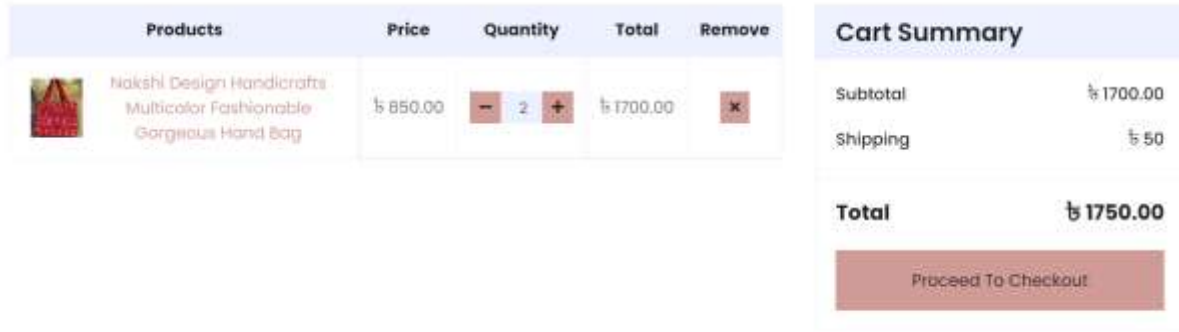 Products Price Quantity Total Remove
Nakshi Design Handicrafts
Multicolor Fashionable
Gorgeous Hand Bag
৳ 850.00 − 2 + ৳ 1700.00 ×
Cart Summary
Subtotal ৳ 1700.00
Shipping ৳ 50
Total ৳ 1750.00
Proceed To Checkout